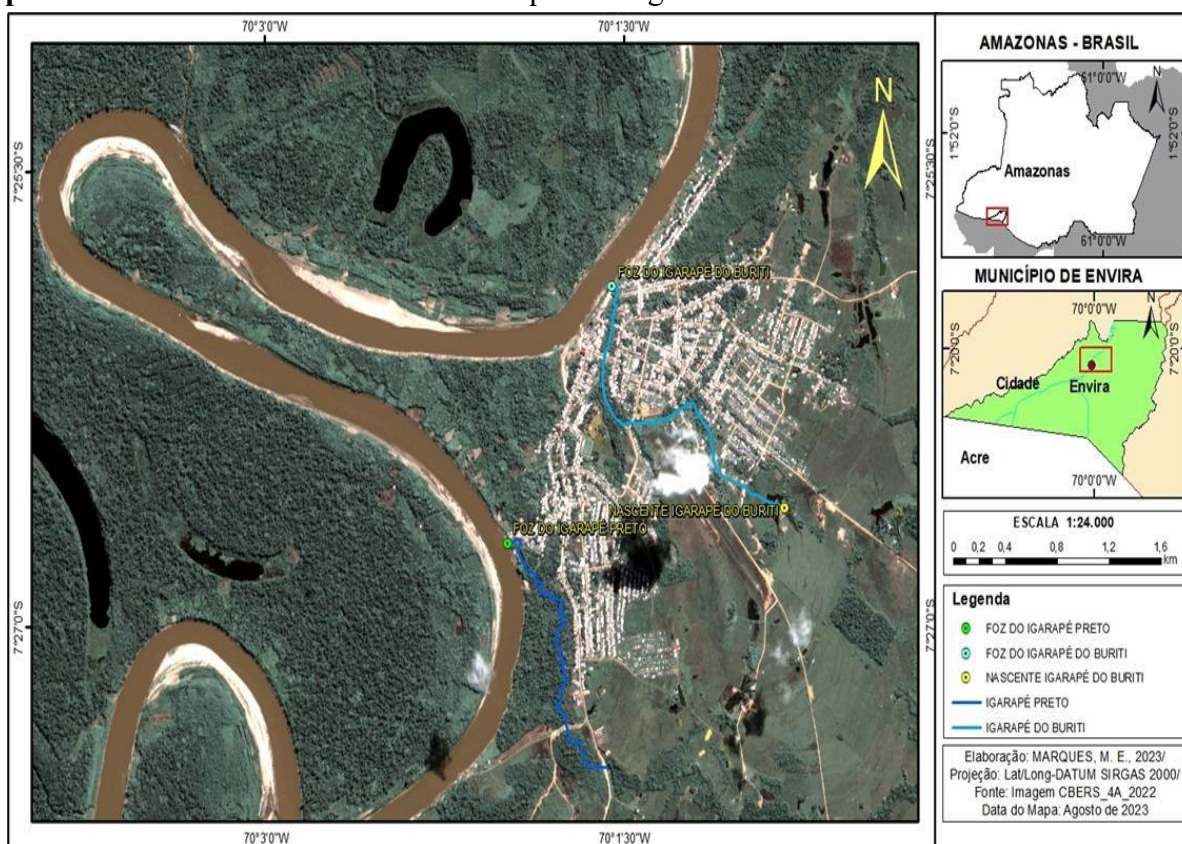 70°3'0"W
70°1'30"W
7°25'30"S
7°25'30"S
N
FOZ DO IGARAPÉ DO BURITI
NASCENTE IGARAPÉ DO BURITI
FOZ DO IGARAPÉ PRETO
7°27'0"S
7°27'0"S
70°3'0"W
70°1'30"W
AMAZONAS - BRASIL
61°0'0"W
N
1°52'0"S
1°52'0"S
Amazonas
61°0'0"W
MUNICÍPIO DE ENVIRA
70°0'0"W
N
7°20'0"S
7°20'0"S
Cidade Envira
Acre
70°0'0"W
ESCALA 1:24.000
0 0,2 0,4 0,8 1,2 1,6
km
Legenda
FOZ DO IGARAPÉ PRETO
FOZ DO IGARAPÉ DO BURITI
NASCENTE IGARAPÉ DO BURITI
IGARAPÉ PRETO
IGARAPÉ DO BURITI
Elaboração: MARQUES, M. E., 2023/
Projeção: Lat/Long-DATUM SIRGAS 2000/
Fonte: Imagem CBERS_4A_2022
Data do Mapa: Agosto de 2023